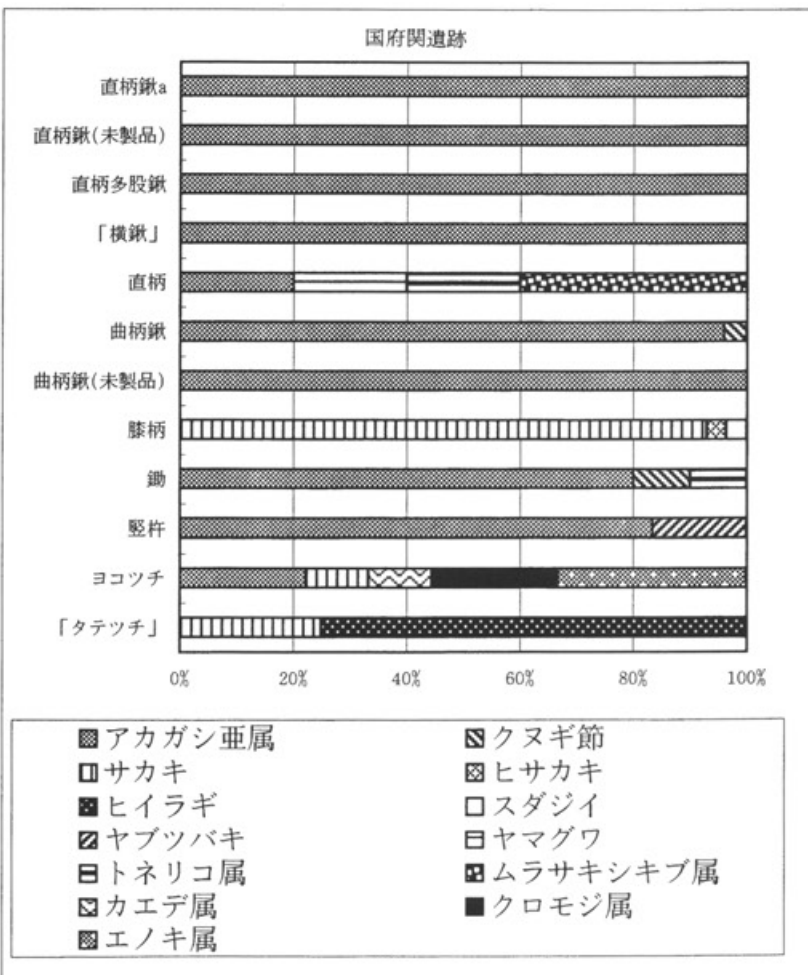 国府関遺跡
直柄鍬a
直柄鍬(未製品)
直柄多股鍬
「横鍬」
直柄
曲柄鍬
曲柄鍬(未製品)
膝柄
鋤
竪杵
ヨコツチ
「タテツチ」
0% 20% 40% 60% 80% 100%
アカガシ亜属 クヌギ節
サカキ ヒサカキ
ヒイラギ スダジイ
ヤブツバキ ヤマグワ
トネリコ属 ムラサキシキブ属
カエデ属 クロモジ属
エノキ属